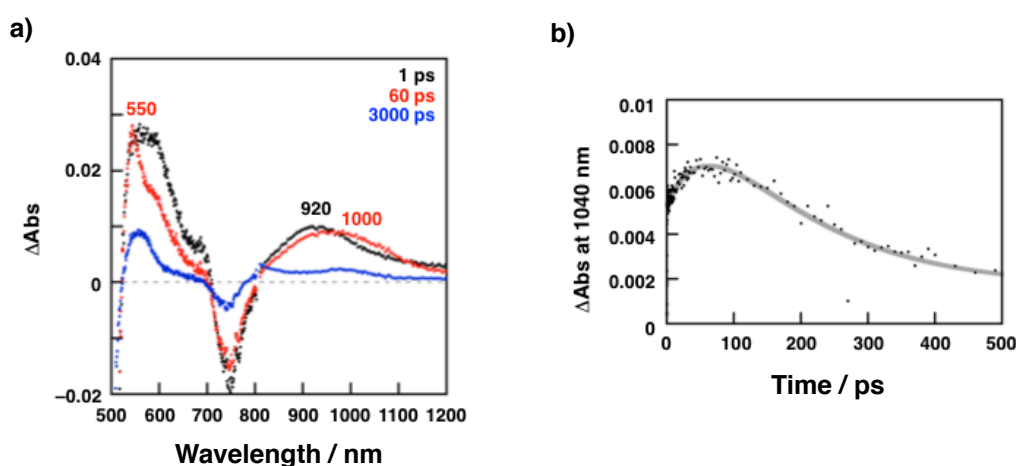 a)
0.04
0.02
0
−0.02
ΔAbs
550
1 ps
60 ps
3000 ps
920
1000
500 600 700 800 900 1000 1100 1200
Wavelength / nm
b)
0.01
0.008
0.006
0.004
0.002
0
ΔAbs at 1040 nm
0 100 200 300 400 500
Time / ps